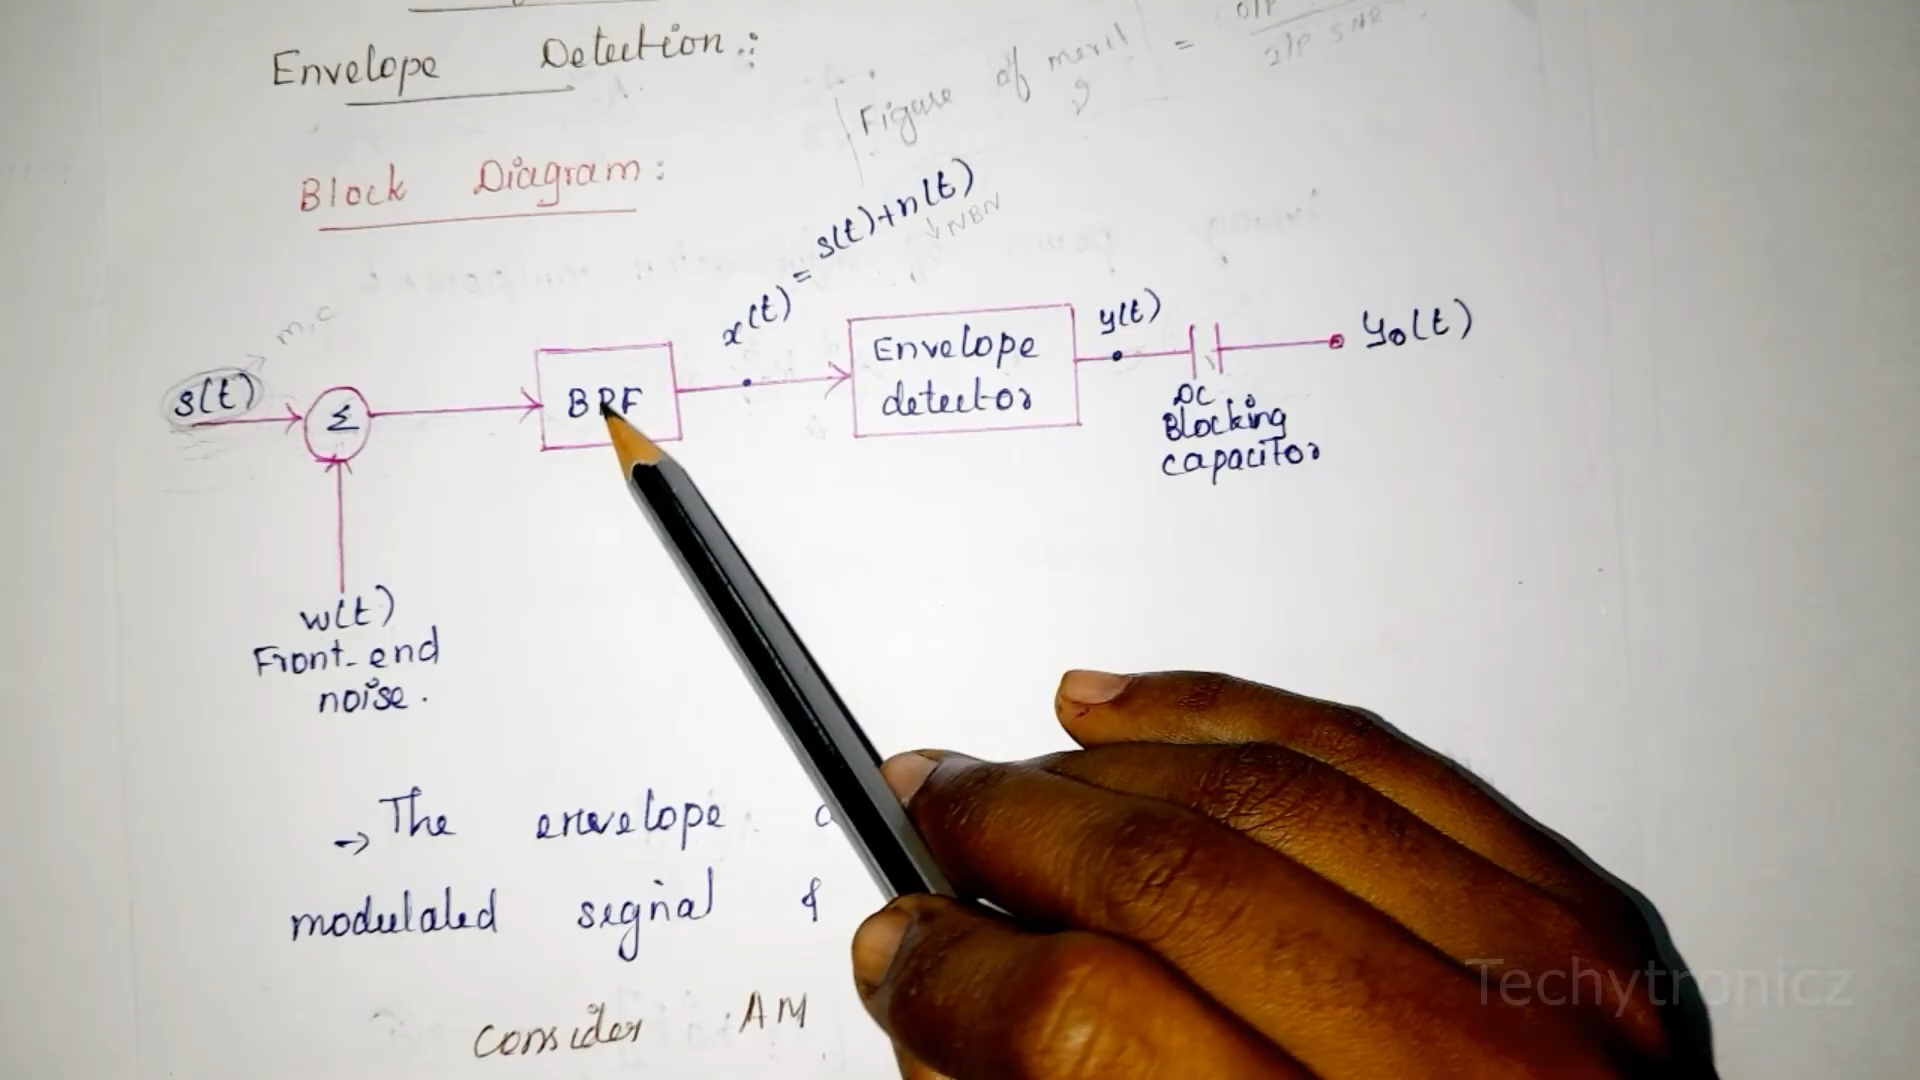 Envelope Detection :
Figure of merit = O/P
I/P SNR
Block Diagram :
x(t) = s(t)+n(t)
NBN
m, c
s(t)
Σ
BPF
Envelope
detector
y(t)
y₀(t)
DC
Blocking
capacitor
w(t)
Front-end
noise.
→ The envelope
modulated signal &
Consider AM
Techytronicz